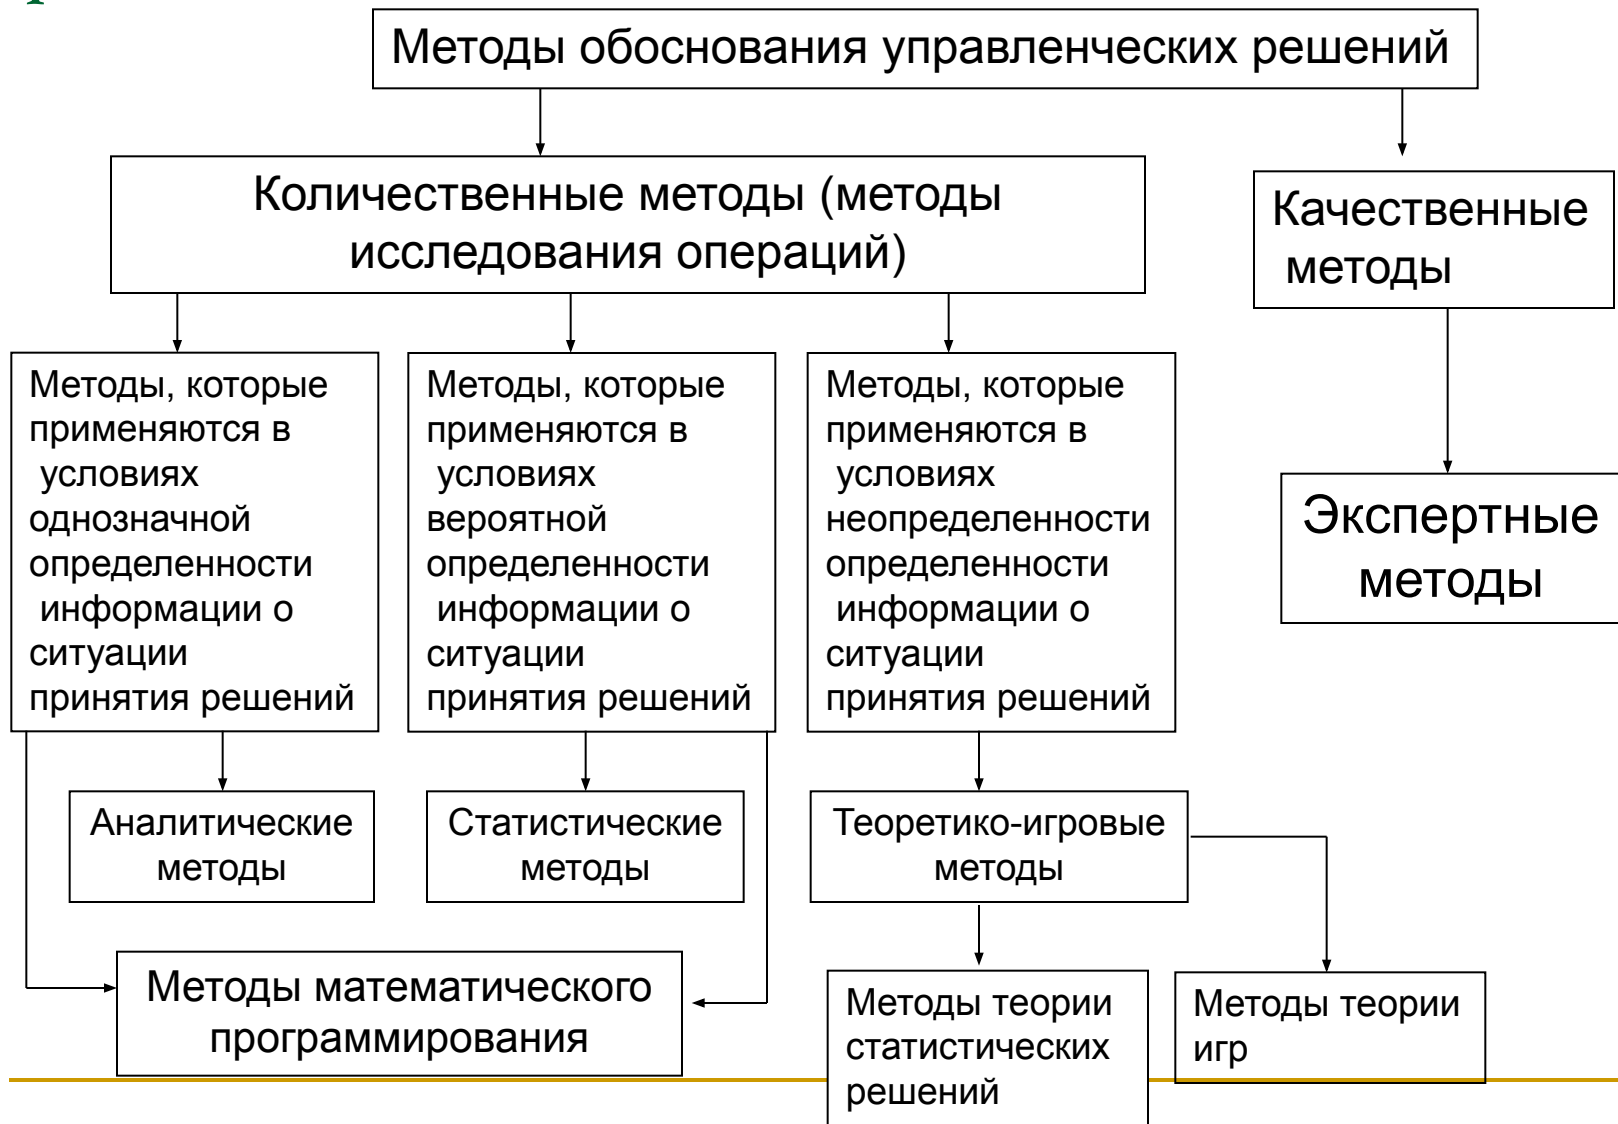 Методы обоснования управленческих решений
Количественные методы (методы
исследования операций)
Качественные
методы
Методы, которые
применяются в
условиях
однозначной
определенности
информации о
ситуации
принятия решений
Методы, которые
применяются в
условиях
вероятной
определенности
информации о
ситуации
принятия решений
Методы, которые
применяются в
условиях
неопределенности
определенности
информации о
ситуации
принятия решений
Экспертные
методы
Аналитические
методы
Статистические
методы
Теоретико-игровые
методы
Методы математического
программирования
Методы теории
статистических
решений
Методы теории
игр